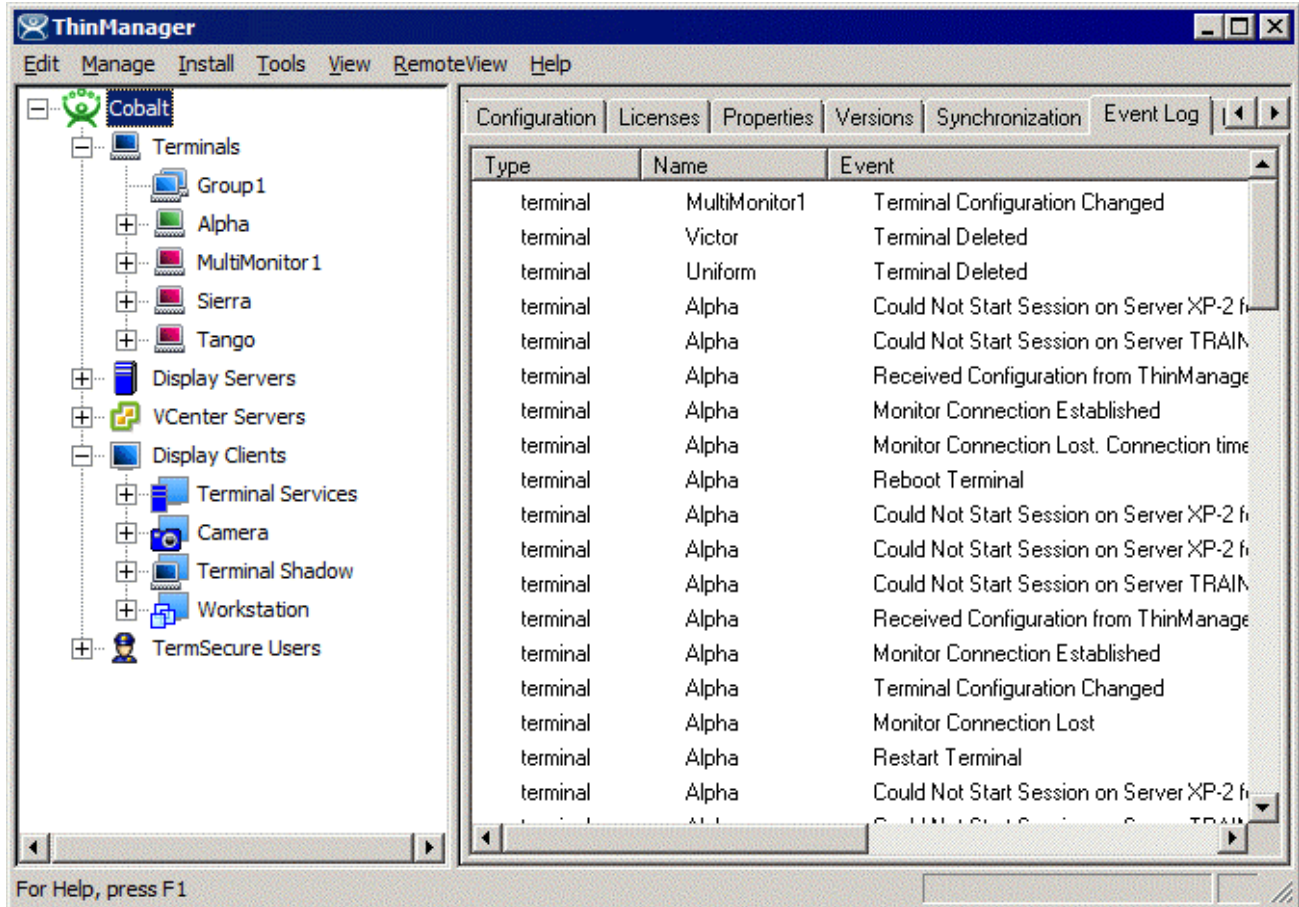 ThinManager
Edit Manage Install Tools View RemoteView Help
Cobalt
Terminals
Group1
Alpha
MultiMonitor1
Sierra
Tango
Display Servers
VCenter Servers
Display Clients
Terminal Services
Camera
Terminal Shadow
Workstation
TermSecure Users
Configuration Licenses Properties Versions Synchronization Event Log
Type Name Event
terminal MultiMonitor1 Terminal Configuration Changed
terminal Victor Terminal Deleted
terminal Uniform Terminal Deleted
terminal Alpha Could Not Start Session on Server XP-2
terminal Alpha Could Not Start Session on Server TRAIN
terminal Alpha Received Configuration from ThinManage
terminal Alpha Monitor Connection Established
terminal Alpha Monitor Connection Lost. Connection time
terminal Alpha Reboot Terminal
terminal Alpha Could Not Start Session on Server XP-2
terminal Alpha Could Not Start Session on Server XP-2
terminal Alpha Could Not Start Session on Server TRAIN
terminal Alpha Received Configuration from ThinManage
terminal Alpha Monitor Connection Established
terminal Alpha Terminal Configuration Changed
terminal Alpha Monitor Connection Lost
terminal Alpha Restart Terminal
terminal Alpha Could Not Start Session on Server XP-2
For Help, press F1